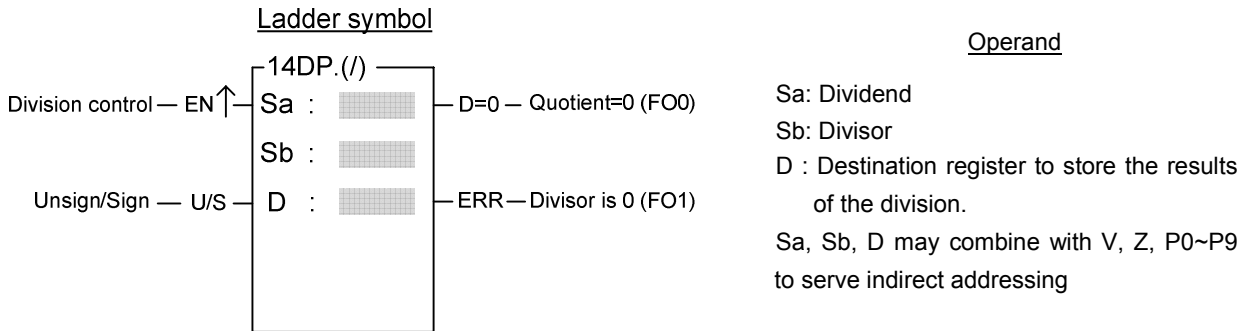 Ladder symbol
14DP.(/)
Division control EN↑ Sa : D=0 Quotient=0 (FO0)
Sb :
Unsign/Sign U/S D : ERR Divisor is 0 (FO1)
Operand
Sa: Dividend
Sb: Divisor
D : Destination register to store the results
of the division.
Sa, Sb, D may combine with V, Z, P0~P9
to serve indirect addressing